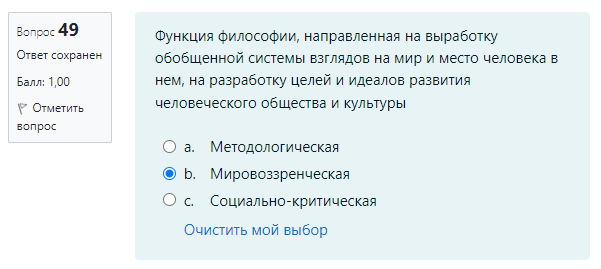 Вопрос 49
Ответ сохранен
Балл: 1,00
Отметить
вопрос
Функция философии, направленная на выработку
обобщенной системы взглядов на мир и место человека в
нем, на разработку целей и идеалов развития
человеческого общества и культуры
a. Методологическая
b. Мировоззренческая
c. Социально-критическая
Очистить мой выбор